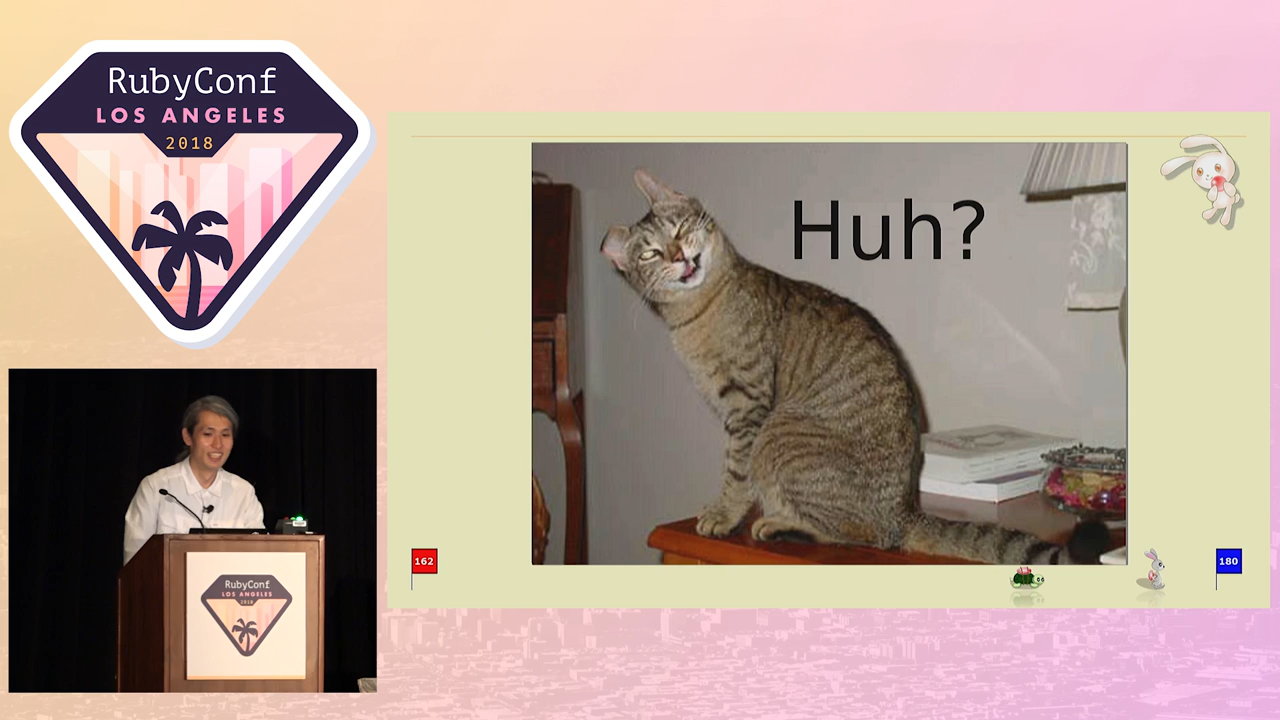 RubyConf
LOS ANGELES
2018
Huh?
162
180
RubyConf
LOS ANGELES
2018